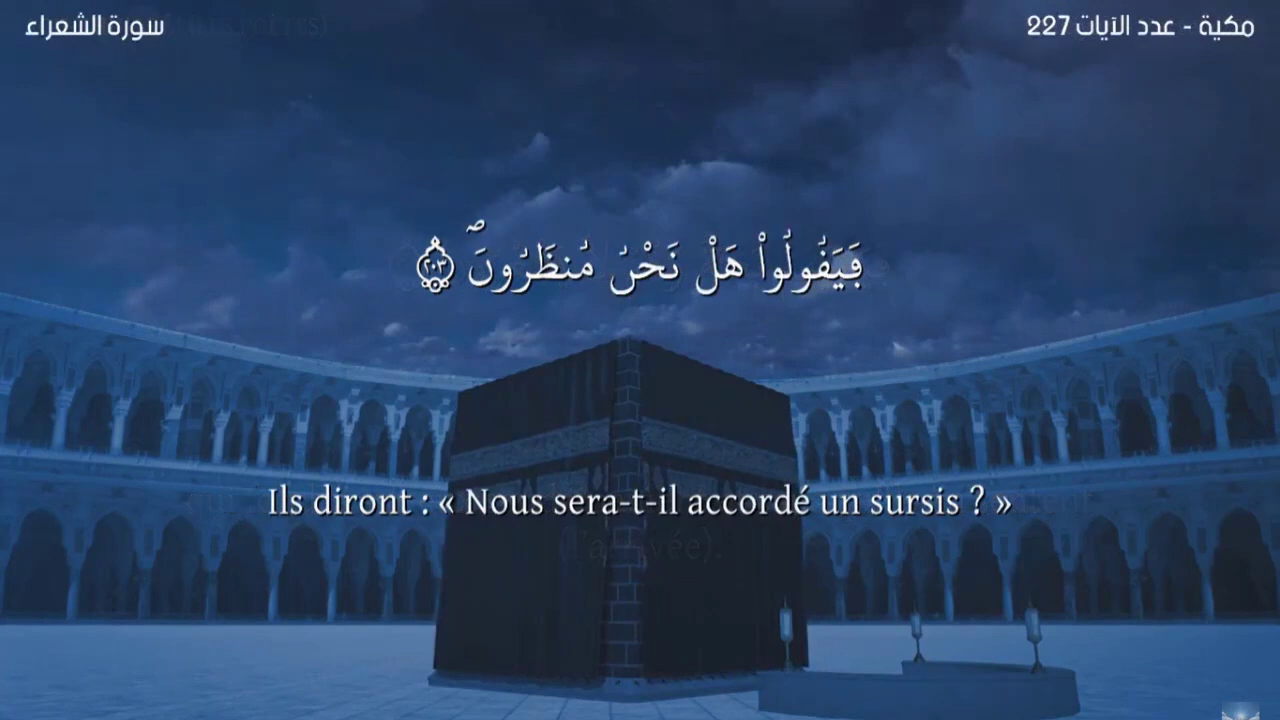 سورة الشعراء
مكية - عدد الآيات 227
فَيَقُولُواْ هَلْ نَحْنُ مُنظَرُونَ ۝٢٠٣
Ils diront : « Nous sera-t-il accordé un sursis ? »